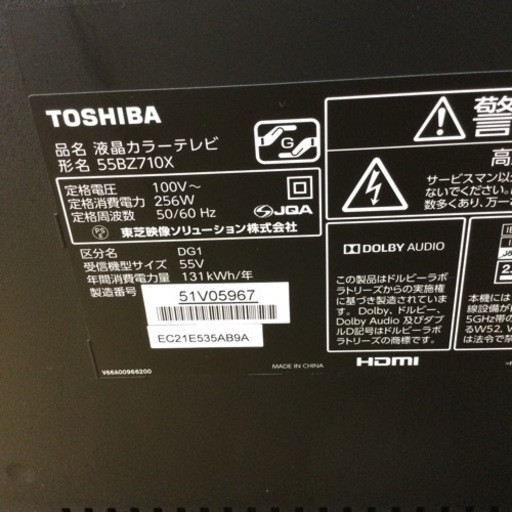 TOSHIBA
品名 液晶カラーテレビ
形名 55BZ710X
G
定格電圧 100V～
定格消費電力 256W
定格周波数 50/60 Hz
JQA
東芝映像ソリューション株式会社
区分名 DG1
受信機型サイズ 55V
年間消費電力量 131kWh/年
製造番号
51V05967
EC21E535AB9A
V66A00966200
MADE IN CHINA
警
高
サービスマン以
ないでください。
数多くあり、万一
DOLBY AUDIO
この製品はドルビーラボ
ラトリーズからの実施権
に基づき製造されていま
す。Dolby、ドルビー、
Dolby Audio 及びダブ
ルD記号はドルビーラボ
ラトリーズの商標です。
HDMI
本機には
線設備が
5GHz帯の
るW52, W
は法令で禁